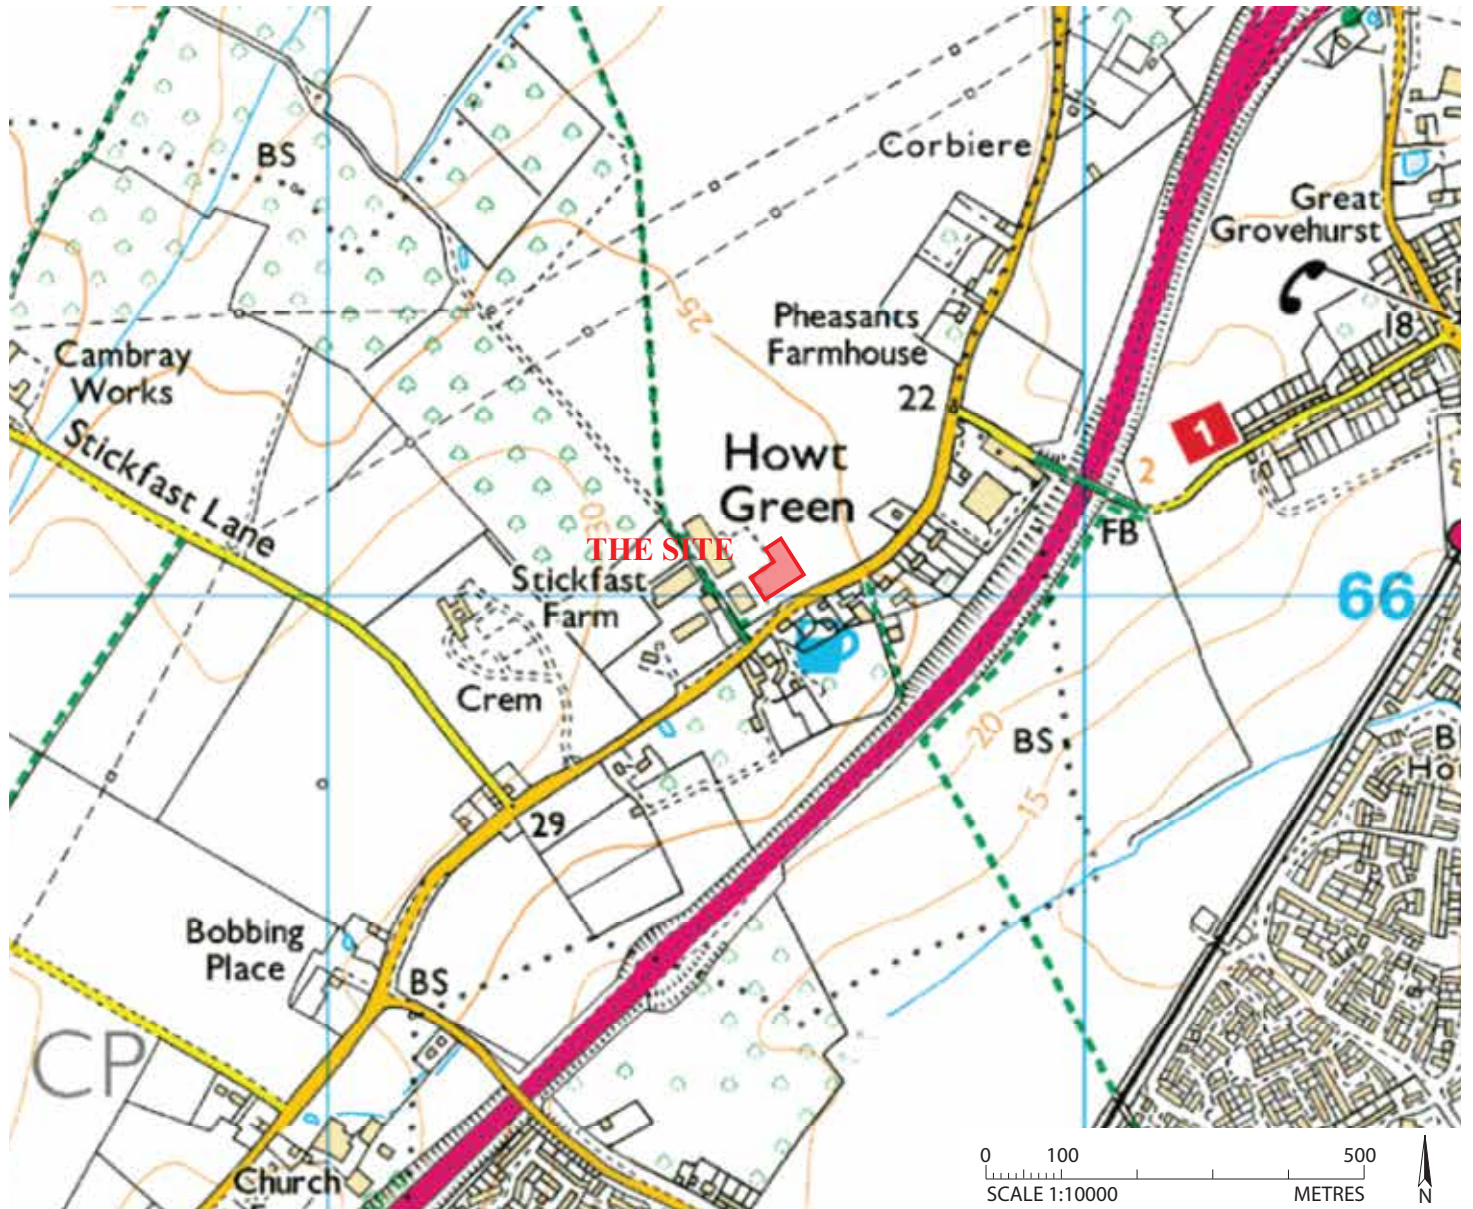 BS
Corbiere
Great
Grovehurst
25
Pheasants
Farmhouse
18
Cambray
Works
22
1
Stickfast Lane
Howt
Green
2
30
FB
THE SITE
Stickfast
Farm
66
Crem
20
BS
15
29
Bobbing
Place
BS
CP
Church
0 100 500
SCALE 1:10000 METRES
N